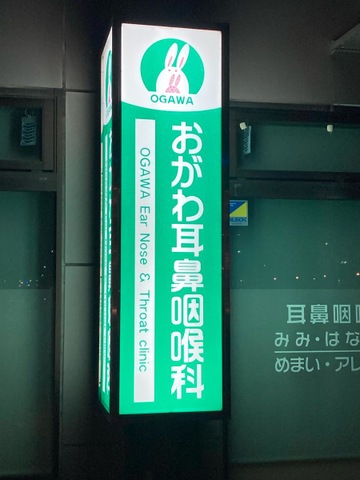 OGAWA
おがわ耳鼻咽喉科
OGAWA Ear Nose & Throat clinic
耳鼻咽
みみ・はな
めまい・アレ